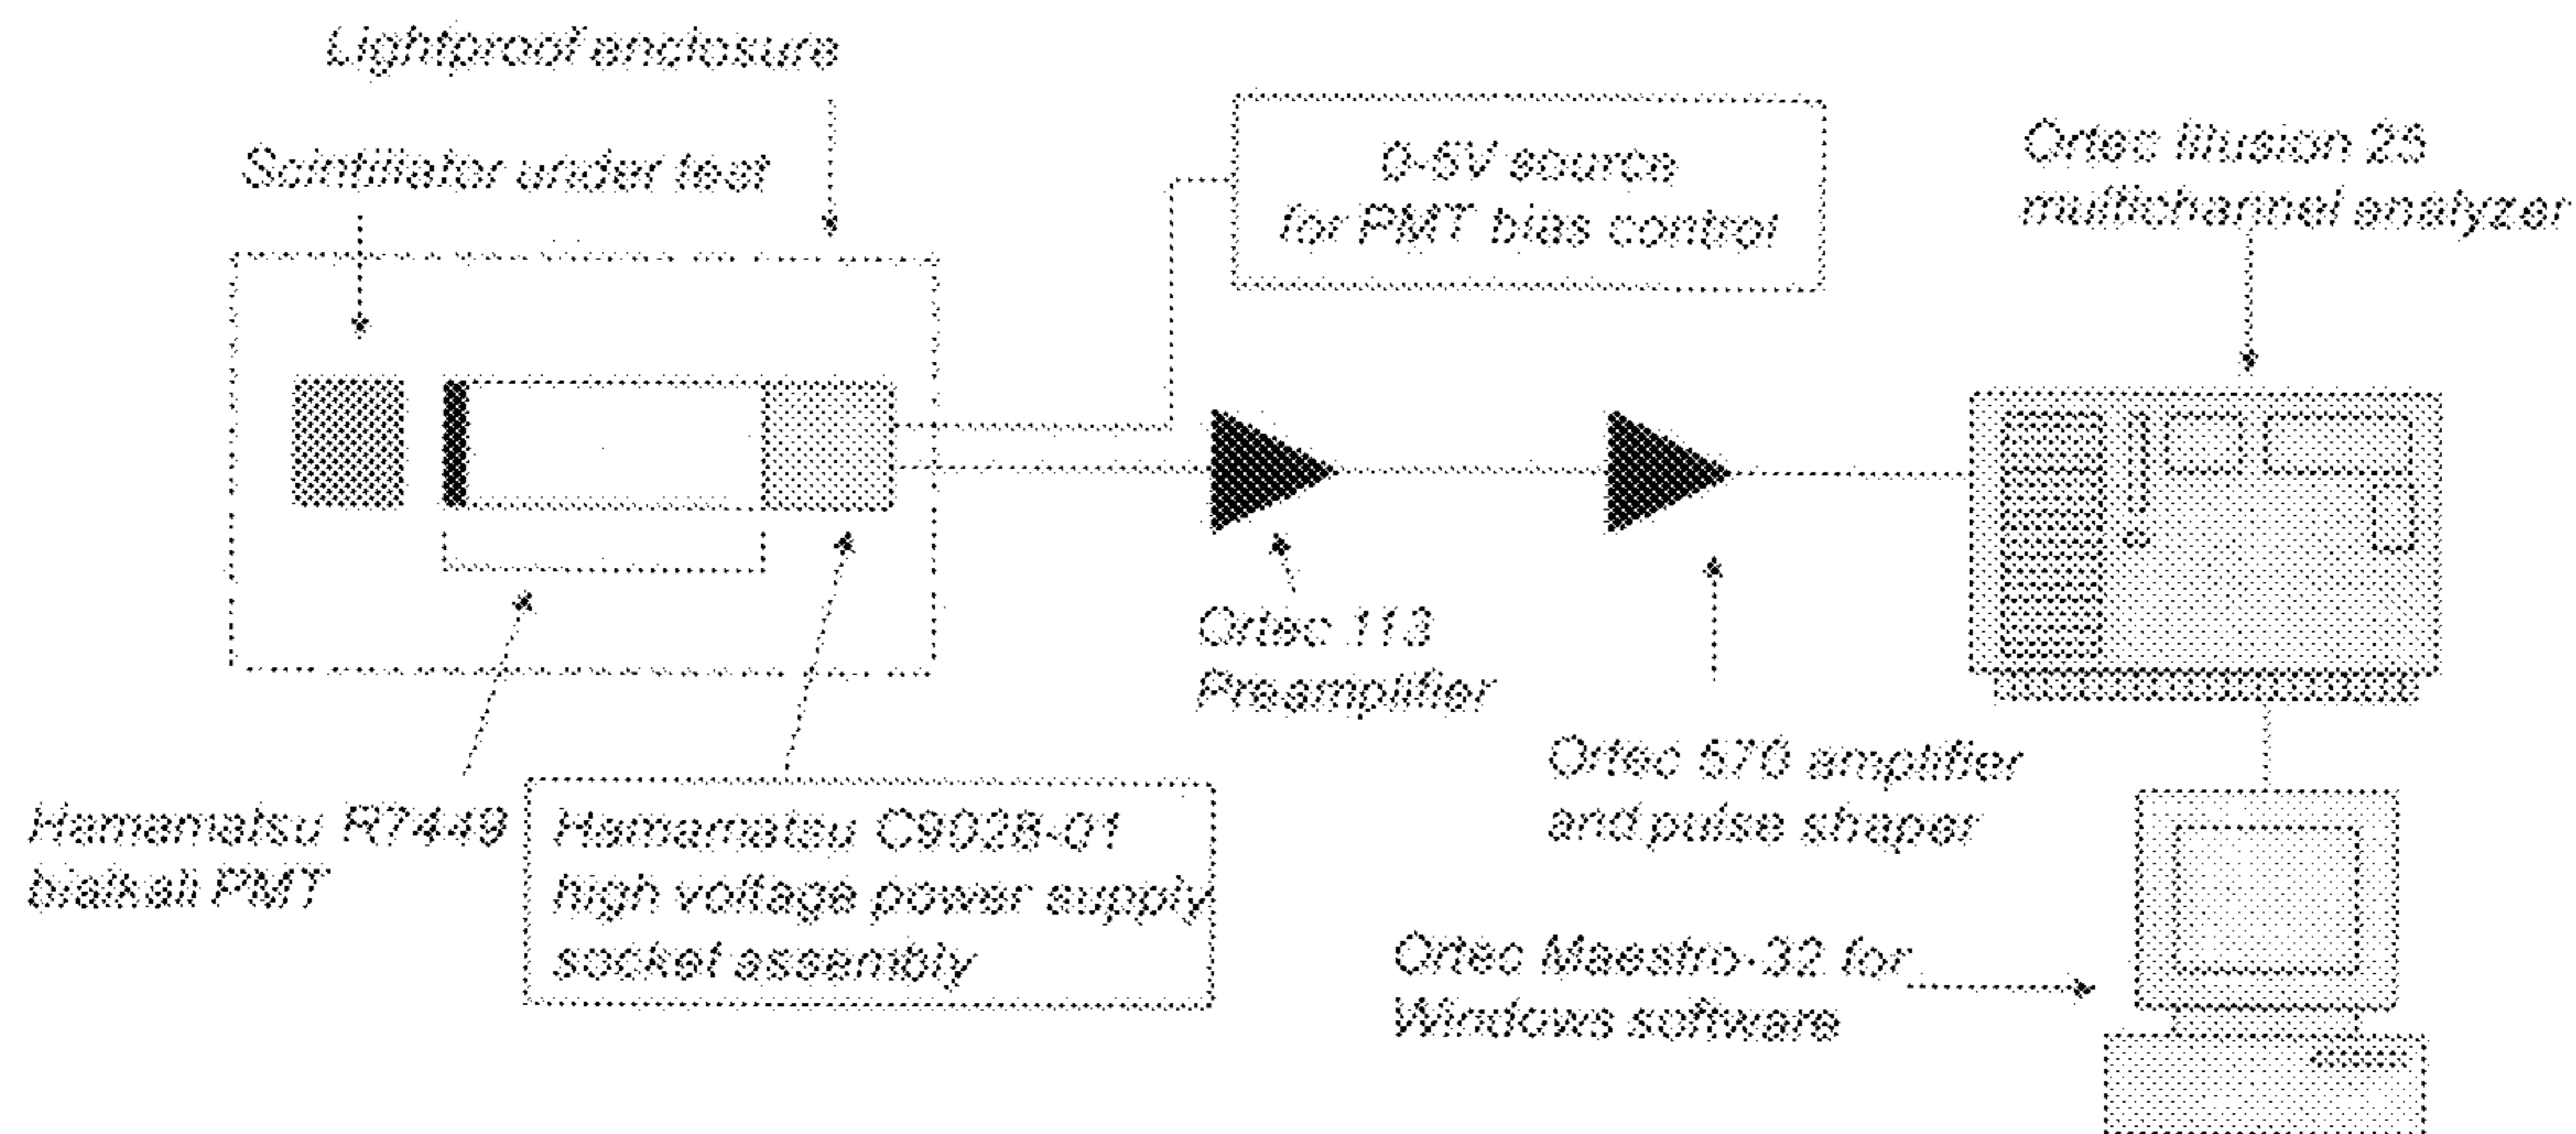 Lightproof enclosure
Scintillator under test
0-5V source
for PMT bias control
Ortec Illusion 25
multichannel analyzer
Ortec 113
Preamplifier
Ortec 570 amplifier
and pulse shaper
Hamamatsu R7449
bialkali PMT
Hamamatsu C9028-01
high voltage power supply
socket assembly
Ortec Maestro-32 for
Windows software